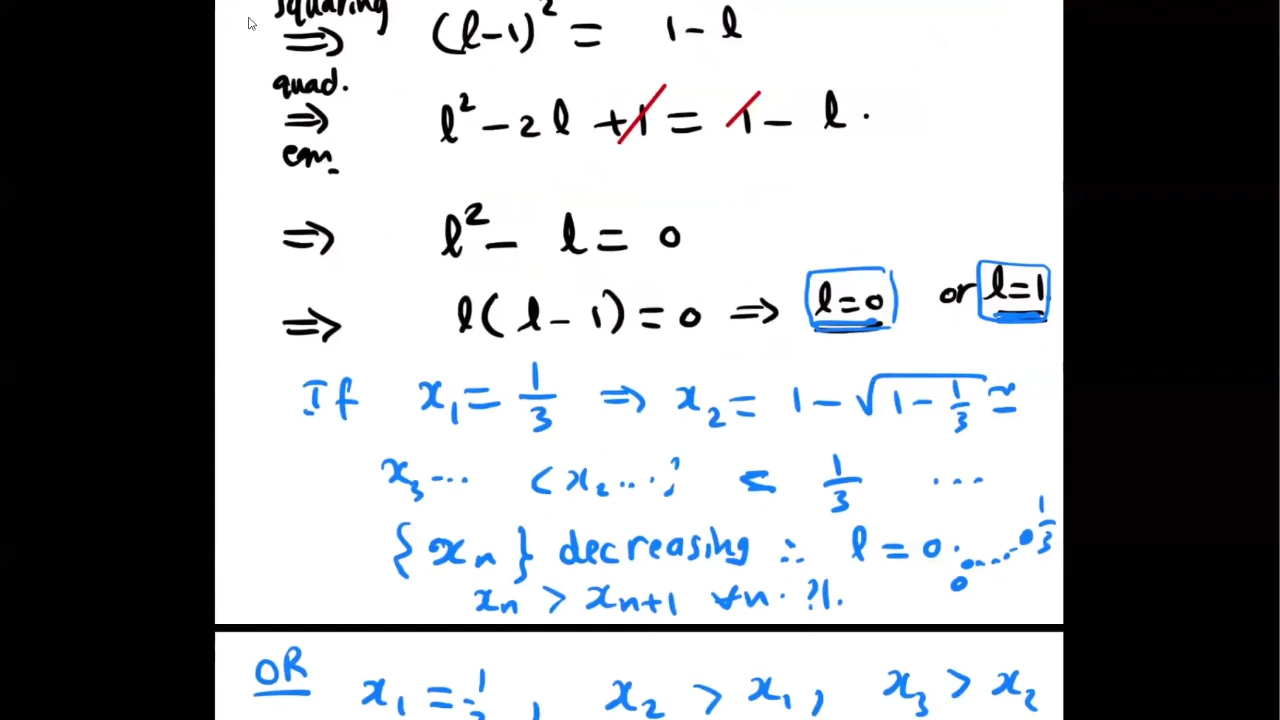 squaring
⇒ (l-1)² = 1 - l
quad.
⇒ l² - 2l + 1 = 1 - l.
eqn.
⇒ l² - l = 0
⇒ l(l - 1) = 0 ⇒ l=0 or l=1
If x₁ = 1/3 ⇒ x₂ = 1 - √(1 - 1/3) ≃
x₃... < x₂... < 1/3 ...
{xₙ} decreasing ∴ l = 0. 1/3
xₙ > xₙ₊₁ ∀n. ?!.
OR
x₁ = , x₂ > x₁, x₃ > x₂